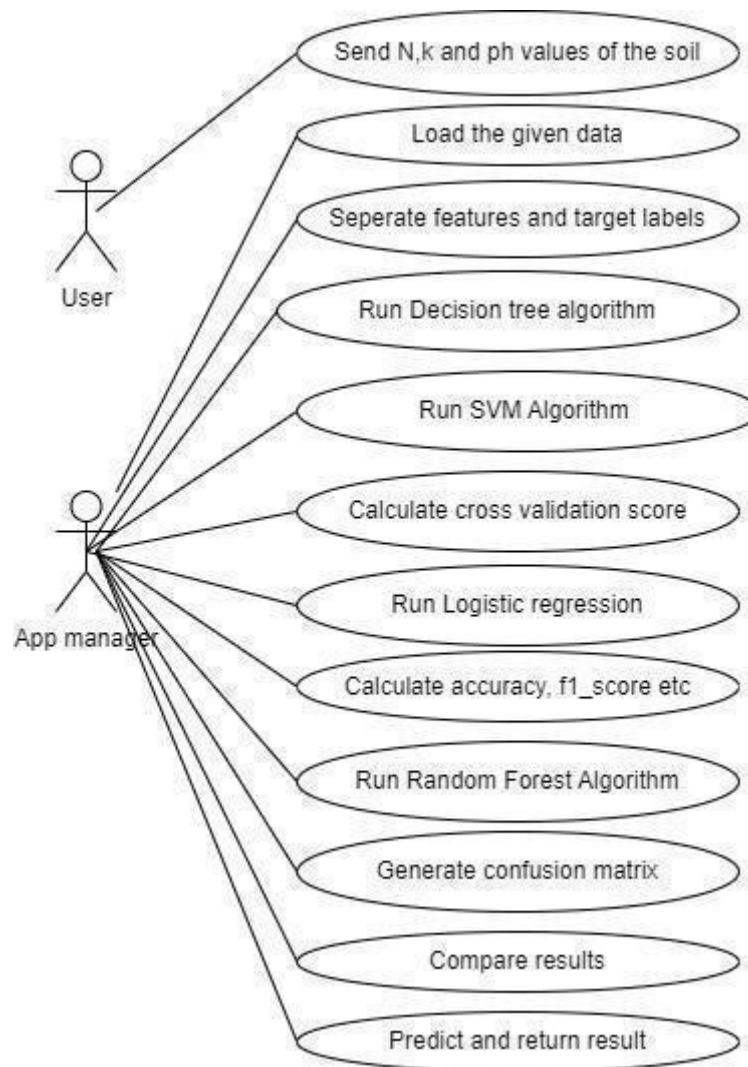 Send N,k and ph values of the soil
Load the given data
Seperate features and target labels
User
Run Decision tree algorithm
Run SVM Algorithm
Calculate cross validation score
Run Logistic regression
App manager
Calculate accuracy, f1_score etc
Run Random Forest Algorithm
Generate confusion matrix
Compare results
Predict and return result